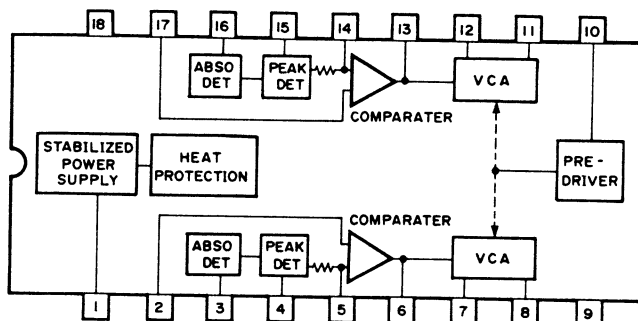 18 17 16 15 14 13 12 11 10
ABSO
DET
PEAK
DET
VCA
COMPARATER
STABILIZED
POWER
SUPPLY
HEAT
PROTECTION
PRE-
DRIVER
COMPARATER
ABSO
DET
PEAK
DET
VCA
1 2 3 4 5 6 7 8 9